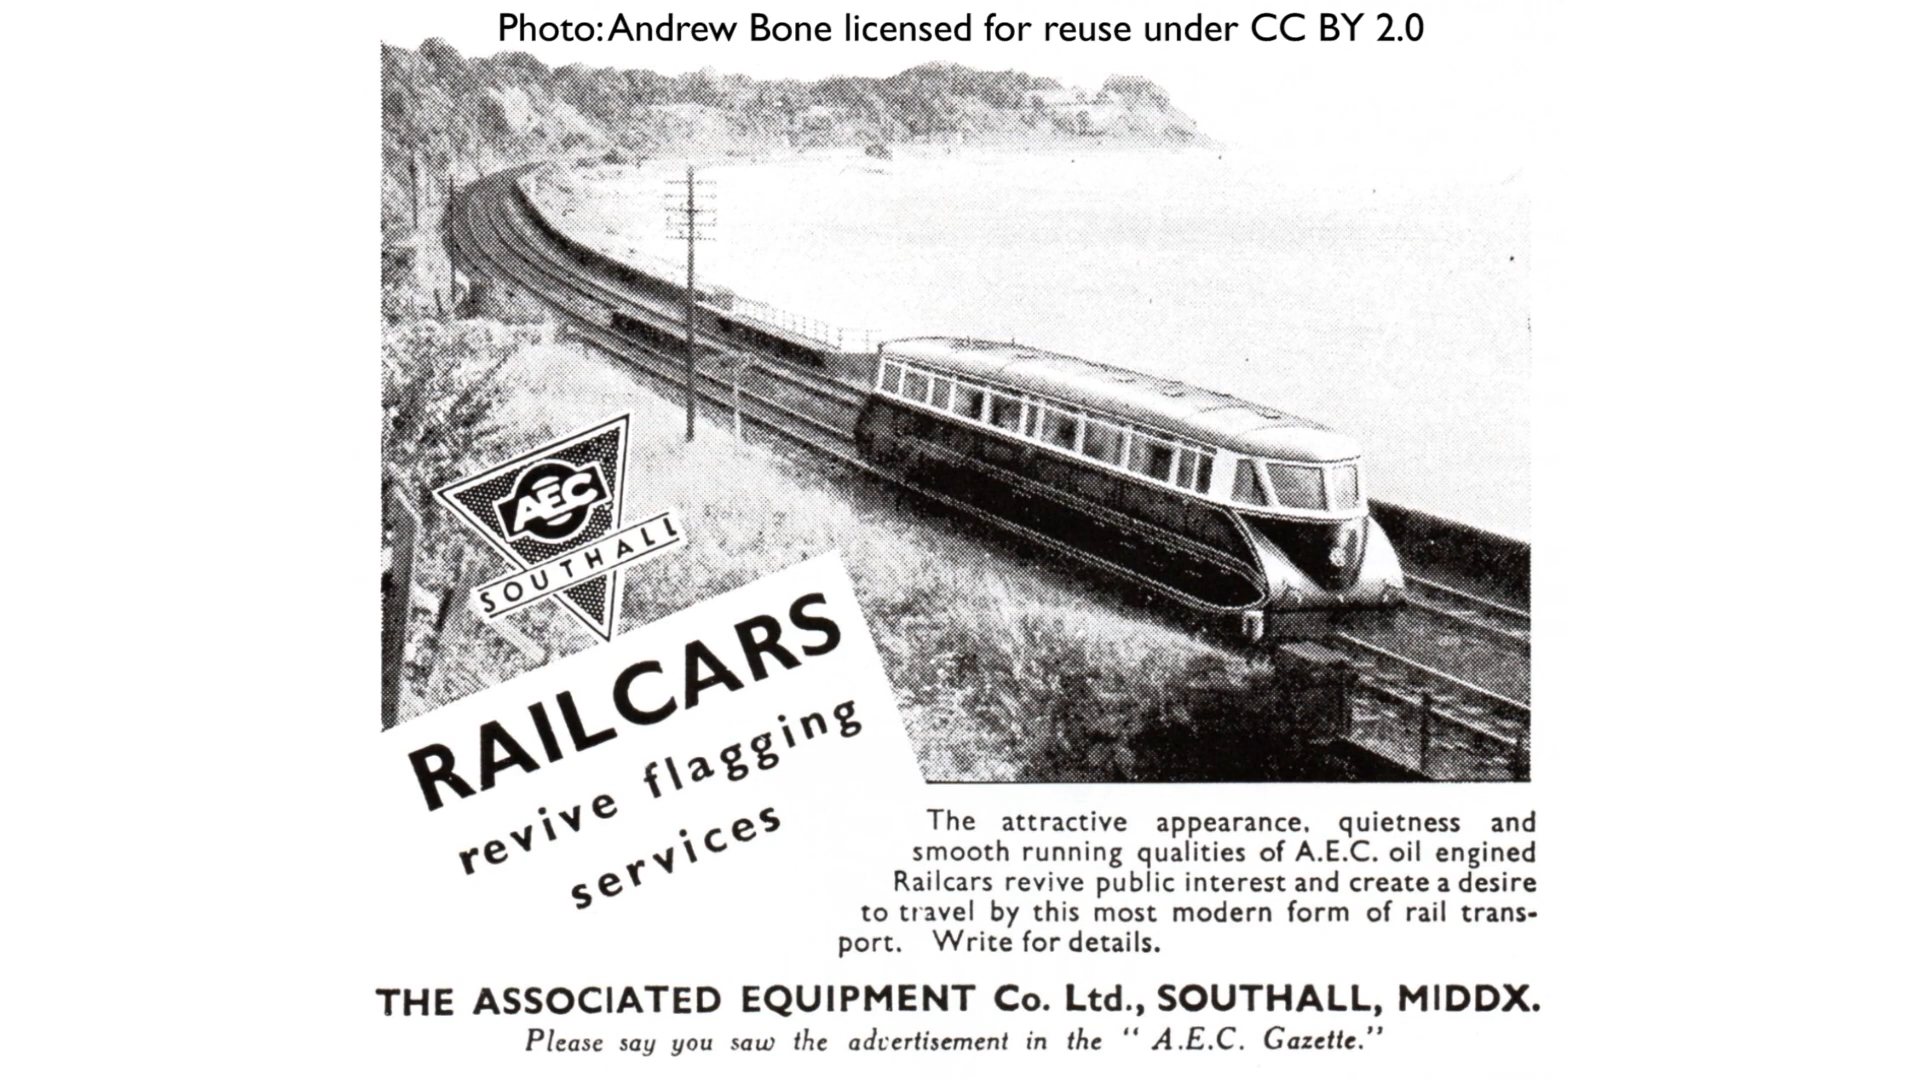 Photo: Andrew Bone licensed for reuse under CC BY 2.0
AEC
SOUTHALL
RAILCARS
revive flagging
services
The attractive appearance, quietness and
smooth running qualities of A.E.C. oil engined
Railcars revive public interest and create a desire
to travel by this most modern form of rail trans-
port. Write for details.
THE ASSOCIATED EQUIPMENT Co. Ltd., SOUTHALL, MIDDX.
Please say you saw the advertisement in the "A.E.C. Gazette."